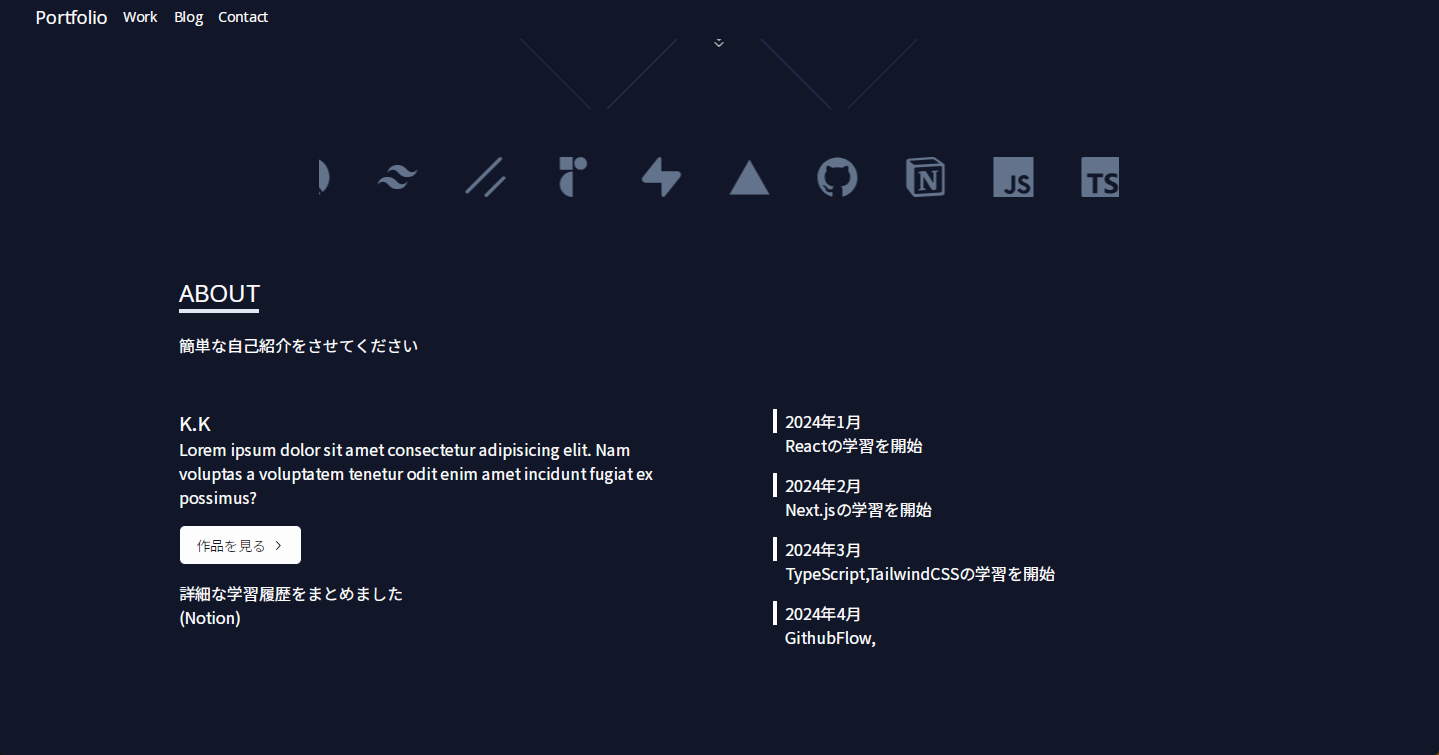 Portfolio Work Blog Contact
N JS TS
ABOUT
簡単な自己紹介をさせてください
K.K
Lorem ipsum dolor sit amet consectetur adipisicing elit. Nam
voluptas a voluptatem tenetur odit enim amet incidunt fugiat ex
possimus?
作品を見る
詳細な学習履歴をまとめました
(Notion)
2024年1月
Reactの学習を開始
2024年2月
Next.jsの学習を開始
2024年3月
TypeScript,TailwindCSSの学習を開始
2024年4月
GithubFlow,